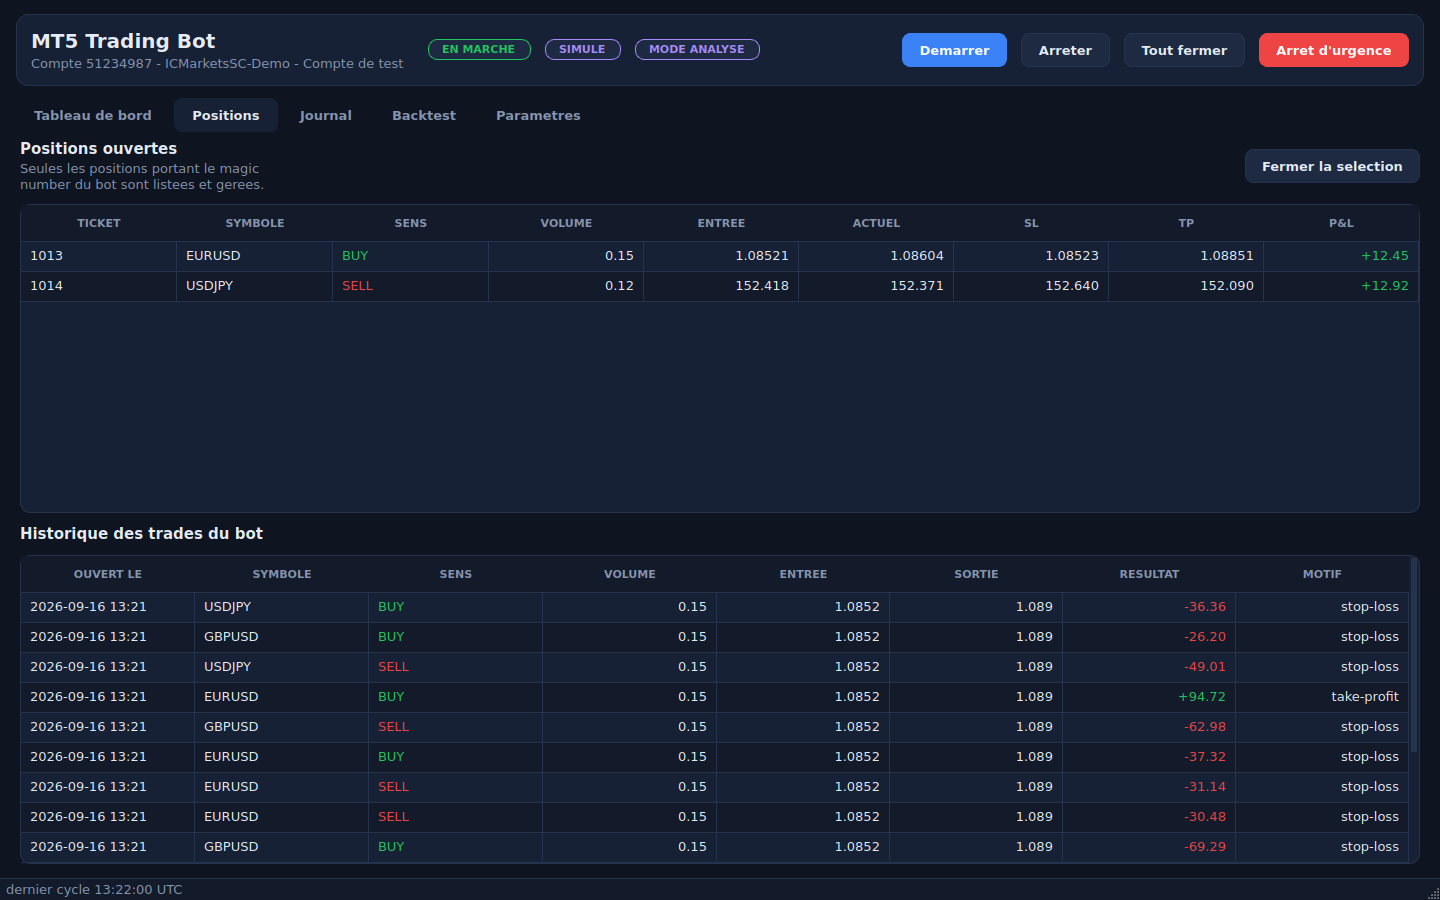 MT5 Trading Bot
Compte 51234987 - ICMarketsSC-Demo - Compte de test
EN MARCHE
SIMULE
MODE ANALYSE
Demarrer
Arreter
Tout fermer
Arret d'urgence
Tableau de bord
Positions
Journal
Backtest
Parametres
Positions ouvertes
Seules les positions portant le magic
number du bot sont listees et gerees.
Fermer la selection
TICKET SYMBOLE SENS VOLUME ENTREE ACTUEL SL TP P&L
1013 EURUSD BUY 0.15 1.08521 1.08604 1.08523 1.08851 +12.45
1014 USDJPY SELL 0.12 152.418 152.371 152.640 152.090 +12.92
Historique des trades du bot
OUVERT LE SYMBOLE SENS VOLUME ENTREE SORTIE RESULTAT MOTIF
2026-09-16 13:21 USDJPY BUY 0.15 1.0852 1.089 -36.36 stop-loss
2026-09-16 13:21 GBPUSD BUY 0.15 1.0852 1.089 -26.20 stop-loss
2026-09-16 13:21 USDJPY SELL 0.15 1.0852 1.089 -49.01 stop-loss
2026-09-16 13:21 EURUSD BUY 0.15 1.0852 1.089 +94.72 take-profit
2026-09-16 13:21 GBPUSD SELL 0.15 1.0852 1.089 -62.98 stop-loss
2026-09-16 13:21 EURUSD BUY 0.15 1.0852 1.089 -37.32 stop-loss
2026-09-16 13:21 EURUSD SELL 0.15 1.0852 1.089 -31.14 stop-loss
2026-09-16 13:21 EURUSD SELL 0.15 1.0852 1.089 -30.48 stop-loss
2026-09-16 13:21 GBPUSD BUY 0.15 1.0852 1.089 -69.29 stop-loss
dernier cycle 13:22:00 UTC